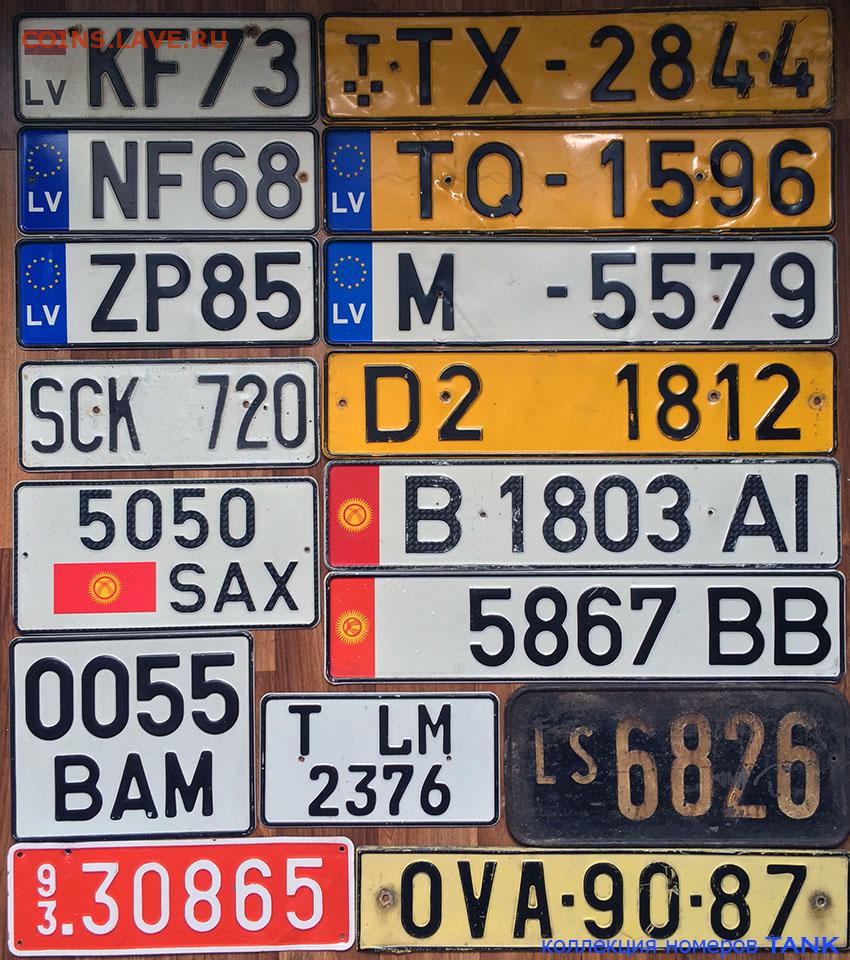 COINS.LAVE.RU
LV KF73
T TX-2844
LV NF68
LV TQ-1596
LV ZP85
LV M -5579
SCK 720
D2 1812
5050
SAX
B 1803 AI
5867 BB
0055
BAM
T LM
2376
LS 6826
93.30865
OVA-90-87
коллекция номеров TANK